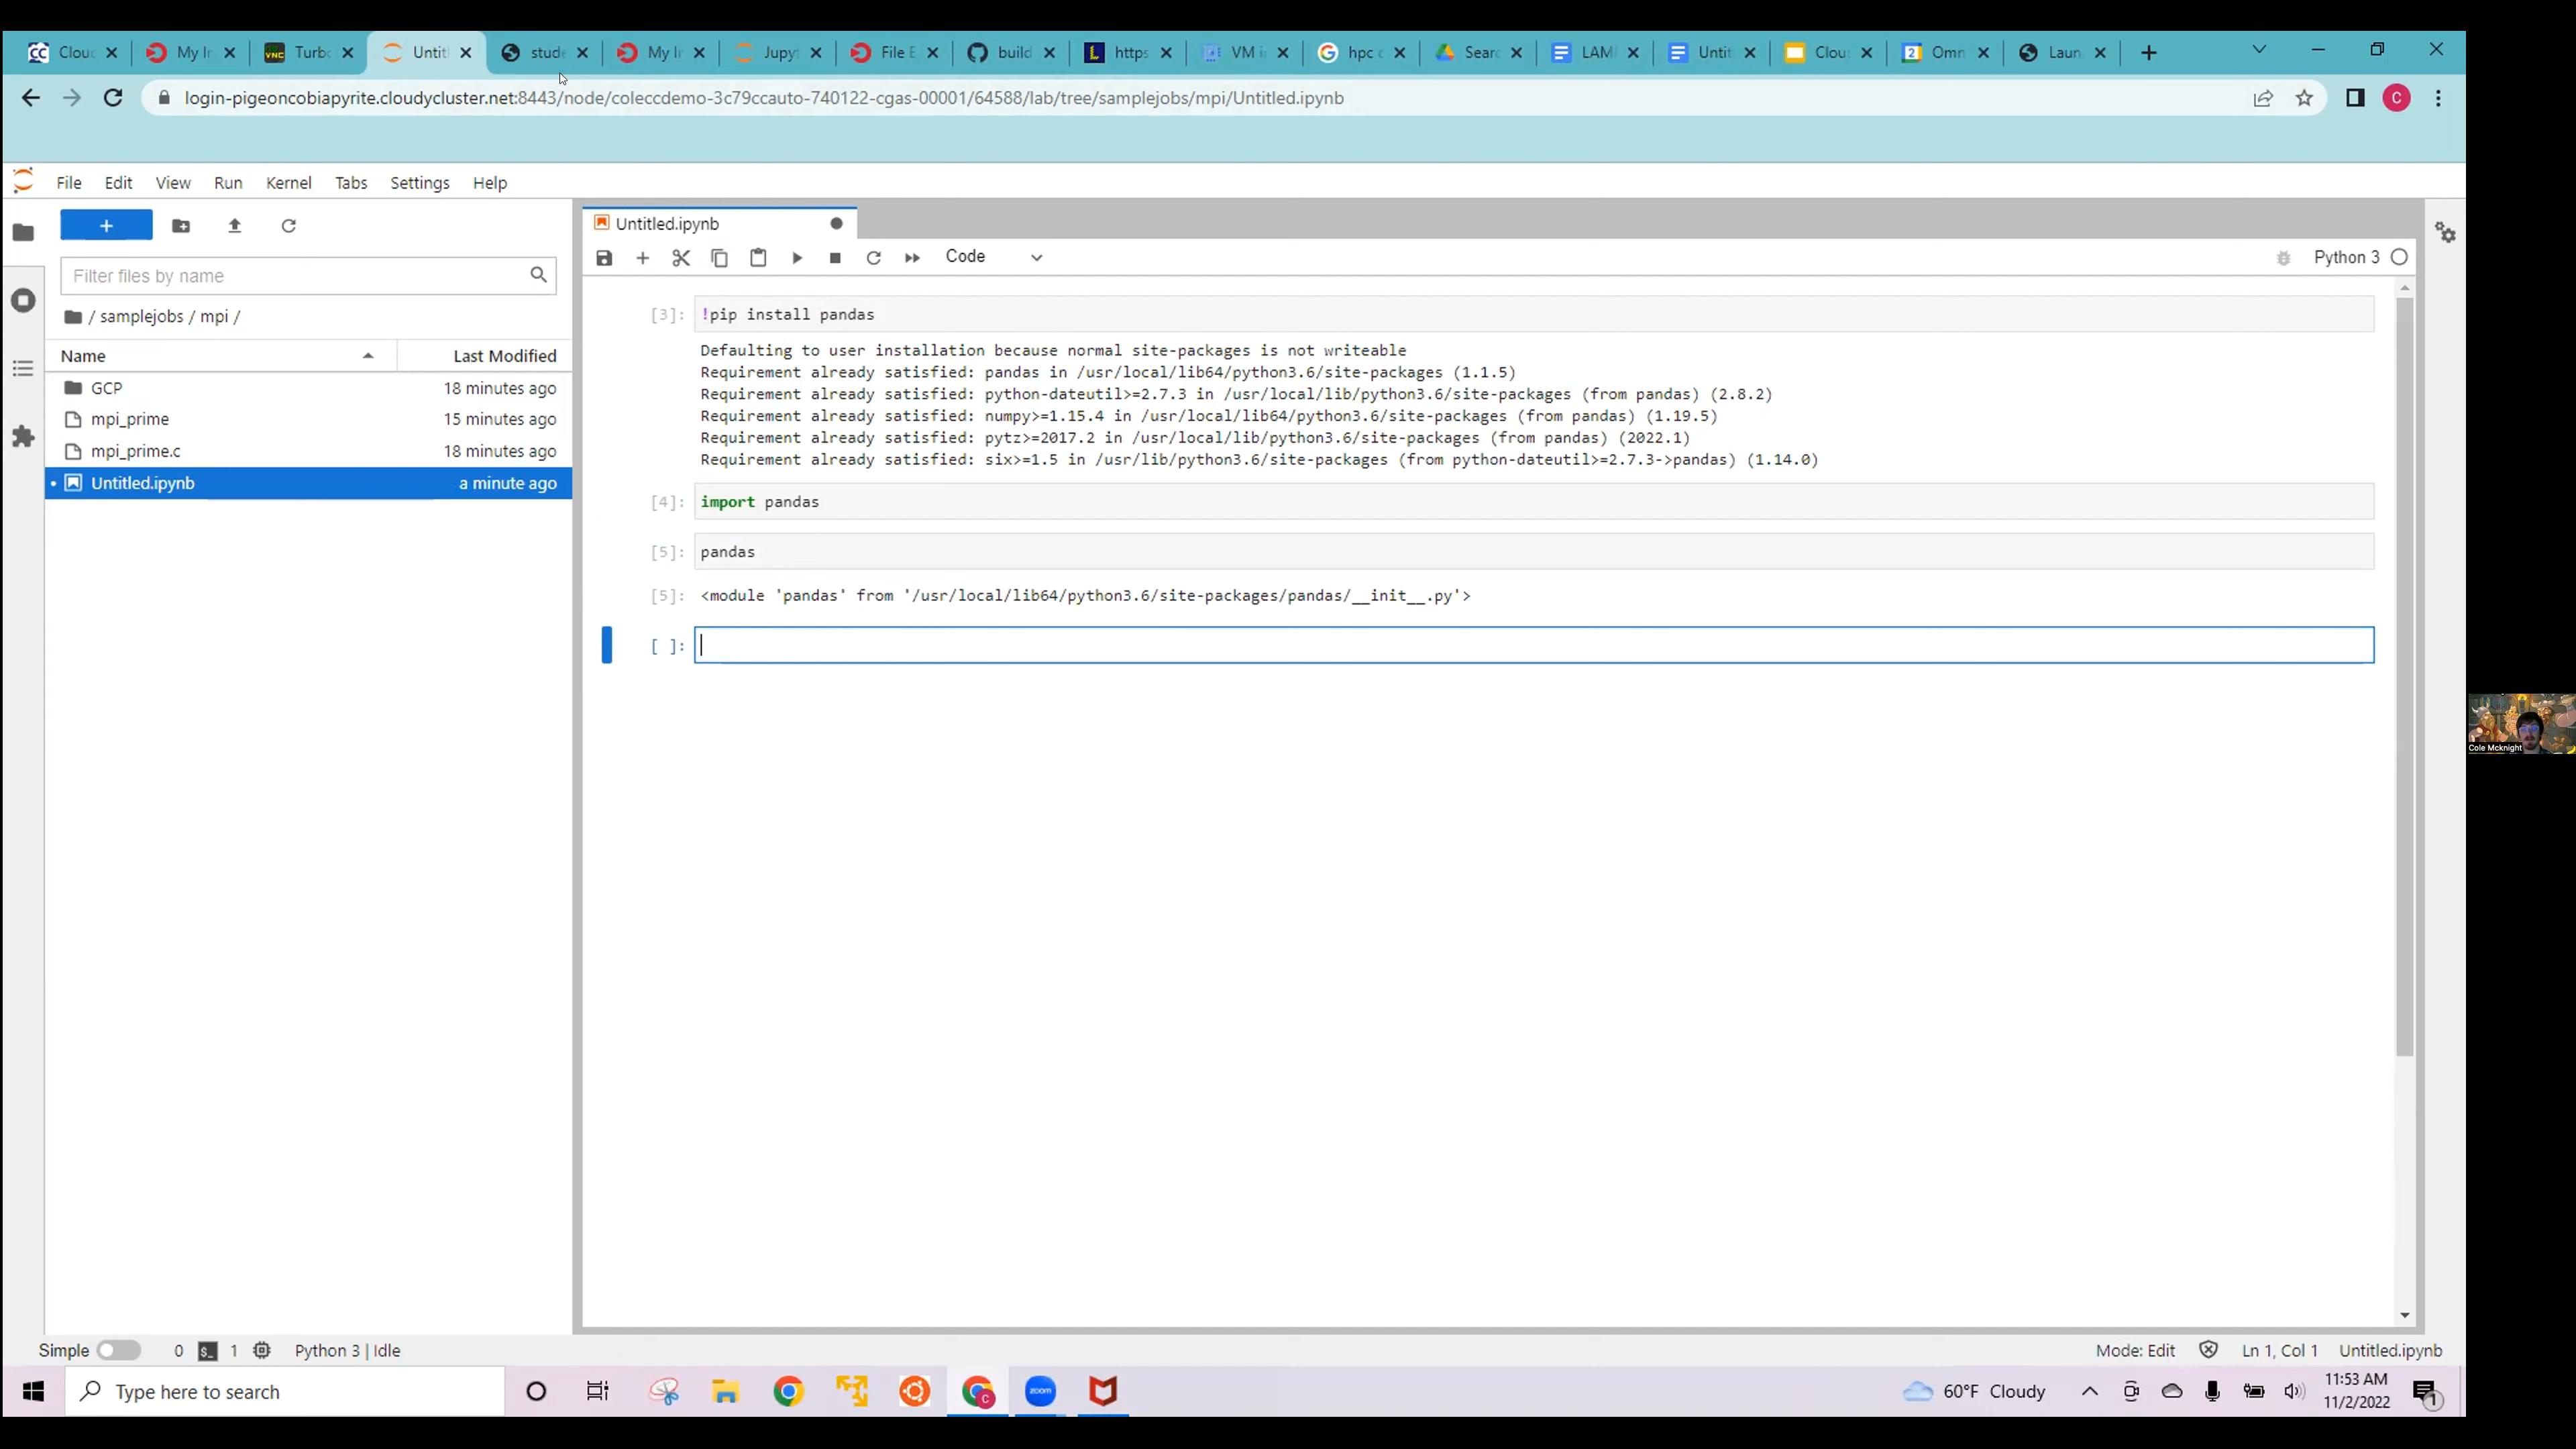 Clou
My In
Turbo
Untitl
stude
My In
Jupyt
File E
build
https
VM in
hpc c
Searc
LAM
Untit
Clou
Omn
Laun
login-pigeoncobiapyrite.cloudycluster.net:8443/node/coleccdemo-3c79ccauto-740122-cgas-00001/64588/lab/tree/samplejobs/mpi/Untitled.ipynb
C
File Edit View Run Kernel Tabs Settings Help
Untitled.ipynb
Code
Python 3
Filter files by name
/ samplejobs / mpi /
Name Last Modified
GCP 18 minutes ago
mpi_prime 15 minutes ago
mpi_prime.c 18 minutes ago
Untitled.ipynb a minute ago
[3]: !pip install pandas
Defaulting to user installation because normal site-packages is not writeable
Requirement already satisfied: pandas in /usr/local/lib64/python3.6/site-packages (1.1.5)
Requirement already satisfied: python-dateutil>=2.7.3 in /usr/local/lib/python3.6/site-packages (from pandas) (2.8.2)
Requirement already satisfied: numpy>=1.15.4 in /usr/local/lib64/python3.6/site-packages (from pandas) (1.19.5)
Requirement already satisfied: pytz>=2017.2 in /usr/local/lib/python3.6/site-packages (from pandas) (2022.1)
Requirement already satisfied: six>=1.5 in /usr/lib/python3.6/site-packages (from python-dateutil>=2.7.3->pandas) (1.14.0)
[4]: import pandas
[5]: pandas
[5]: <module 'pandas' from '/usr/local/lib64/python3.6/site-packages/pandas/__init__.py'>
[ ]:
Cole Mcknight
Simple 0 1 Python 3 | Idle
Mode: Edit Ln 1, Col 1 Untitled.ipynb
Type here to search
zoom
60°F Cloudy
11:53 AM
11/2/2022
1